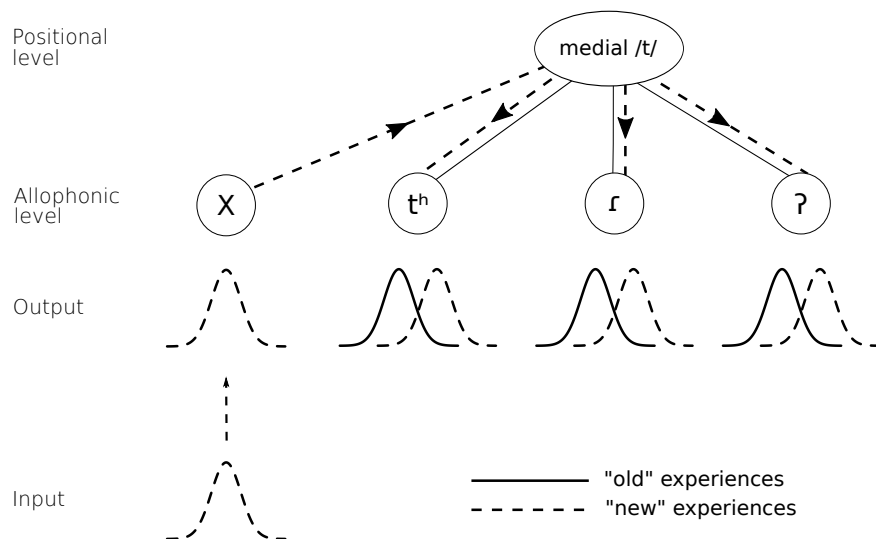 Positional
level
medial /t/
Allophonic
level
X
tʰ
ɾ
ʔ
Output
Input
"old" experiences
"new" experiences